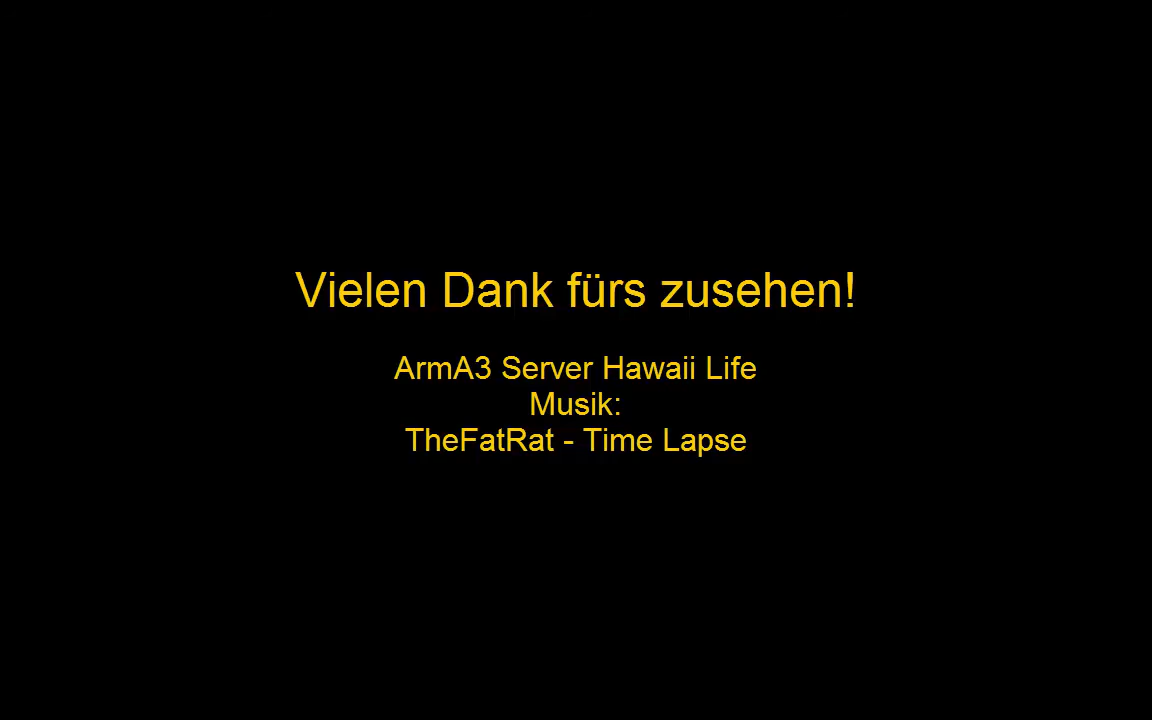 Vielen Dank fürs zusehen!
ArmA3 Server Hawaii Life
Musik:
TheFatRat - Time Lapse